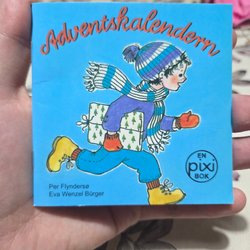 Adventskalendern
Per Flyndersø
Eva Wenzel Bürger
EN
pixi
BOK